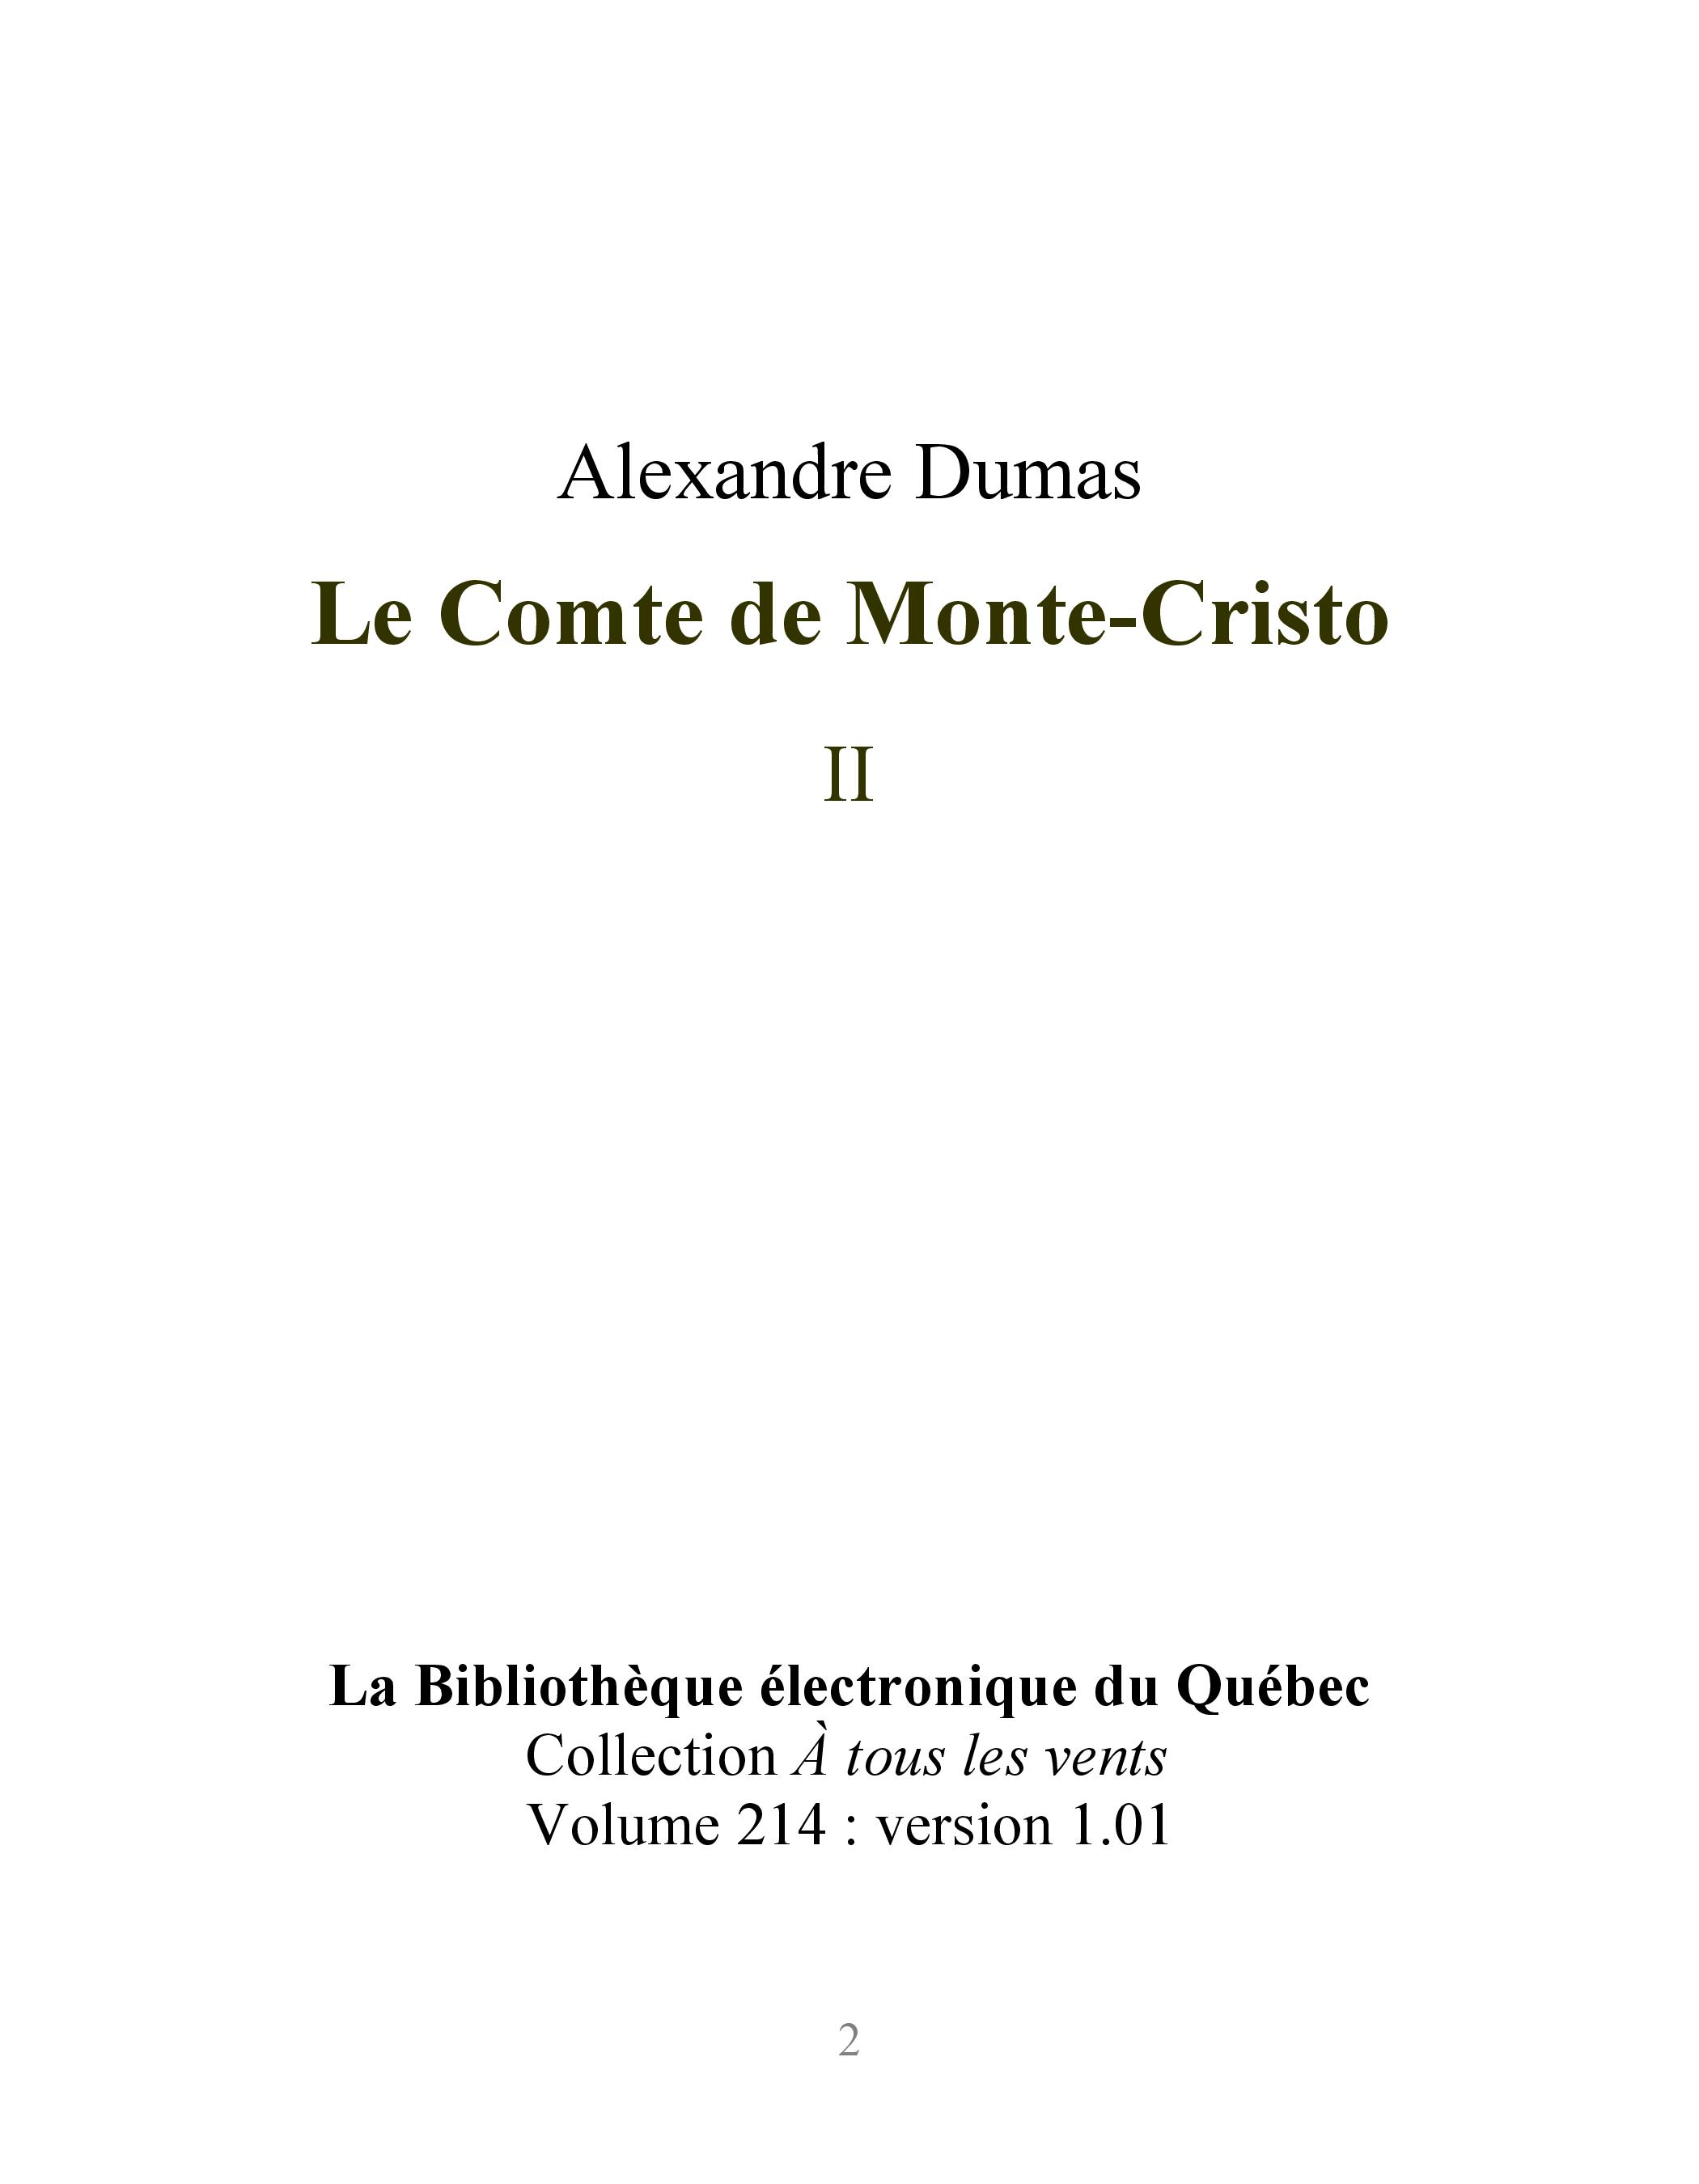 Alexandre Dumas
Le Comte de Monte-Cristo
II
La Bibliothèque électronique du Québec
Collection À tous les vents
Volume 214 : version 1.01
2